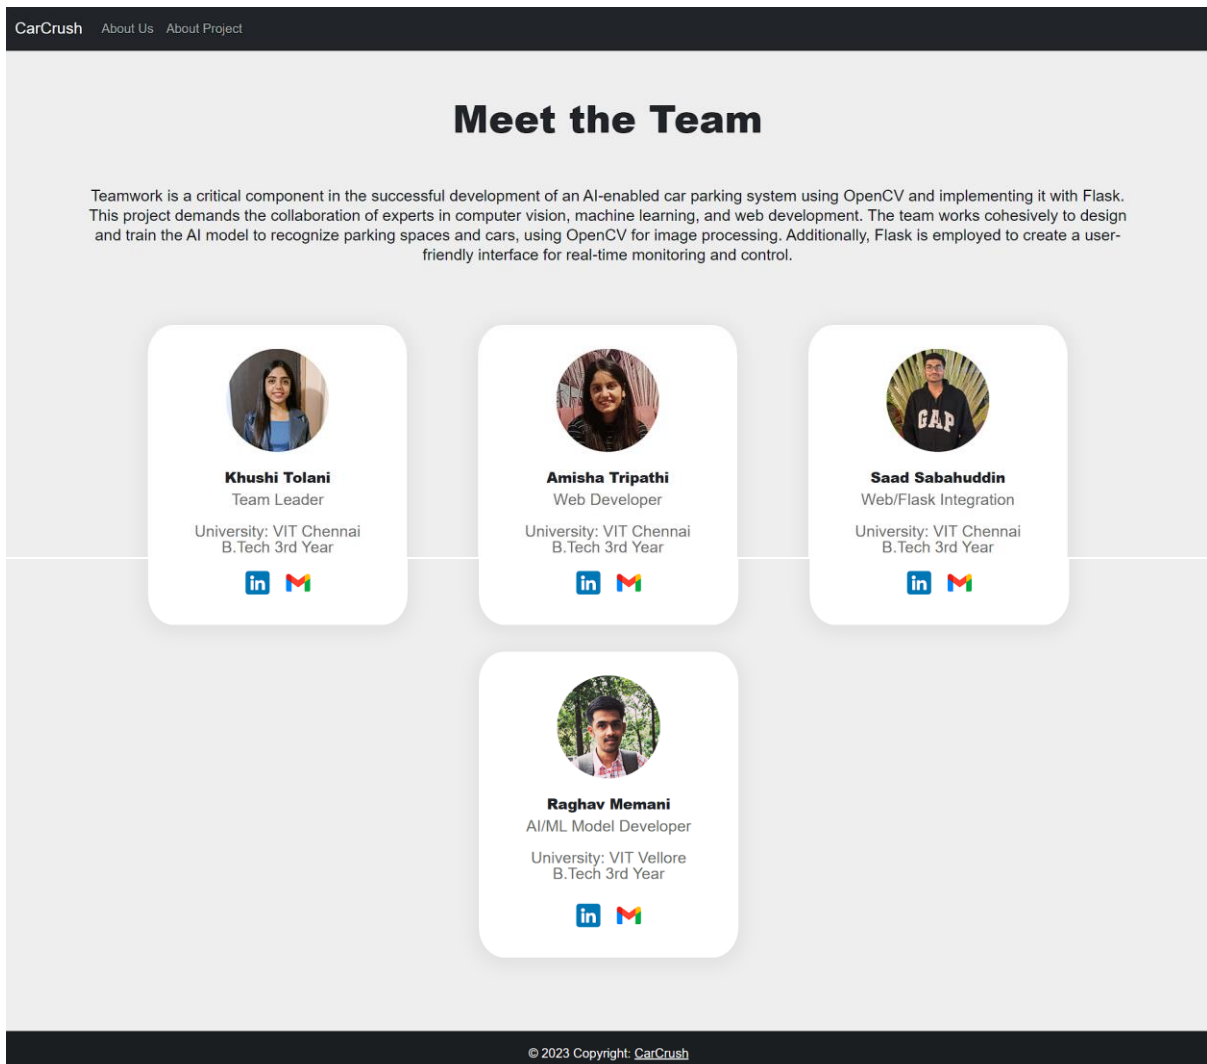 CarCrush About Us About Project
Meet the Team
Teamwork is a critical component in the successful development of an AI-enabled car parking system using OpenCV and implementing it with Flask.
This project demands the collaboration of experts in computer vision, machine learning, and web development. The team works cohesively to design
and train the AI model to recognize parking spaces and cars, using OpenCV for image processing. Additionally, Flask is employed to create a user-
friendly interface for real-time monitoring and control.
GAP
Khushi Tolani
Team Leader
University: VIT Chennai
B.Tech 3rd Year
in
Amisha Tripathi
Web Developer
University: VIT Chennai
B.Tech 3rd Year
in
Saad Sabahuddin
Web/Flask Integration
University: VIT Chennai
B.Tech 3rd Year
in
Raghav Memani
AI/ML Model Developer
University: VIT Vellore
B.Tech 3rd Year
in
© 2023 Copyright: CarCrush